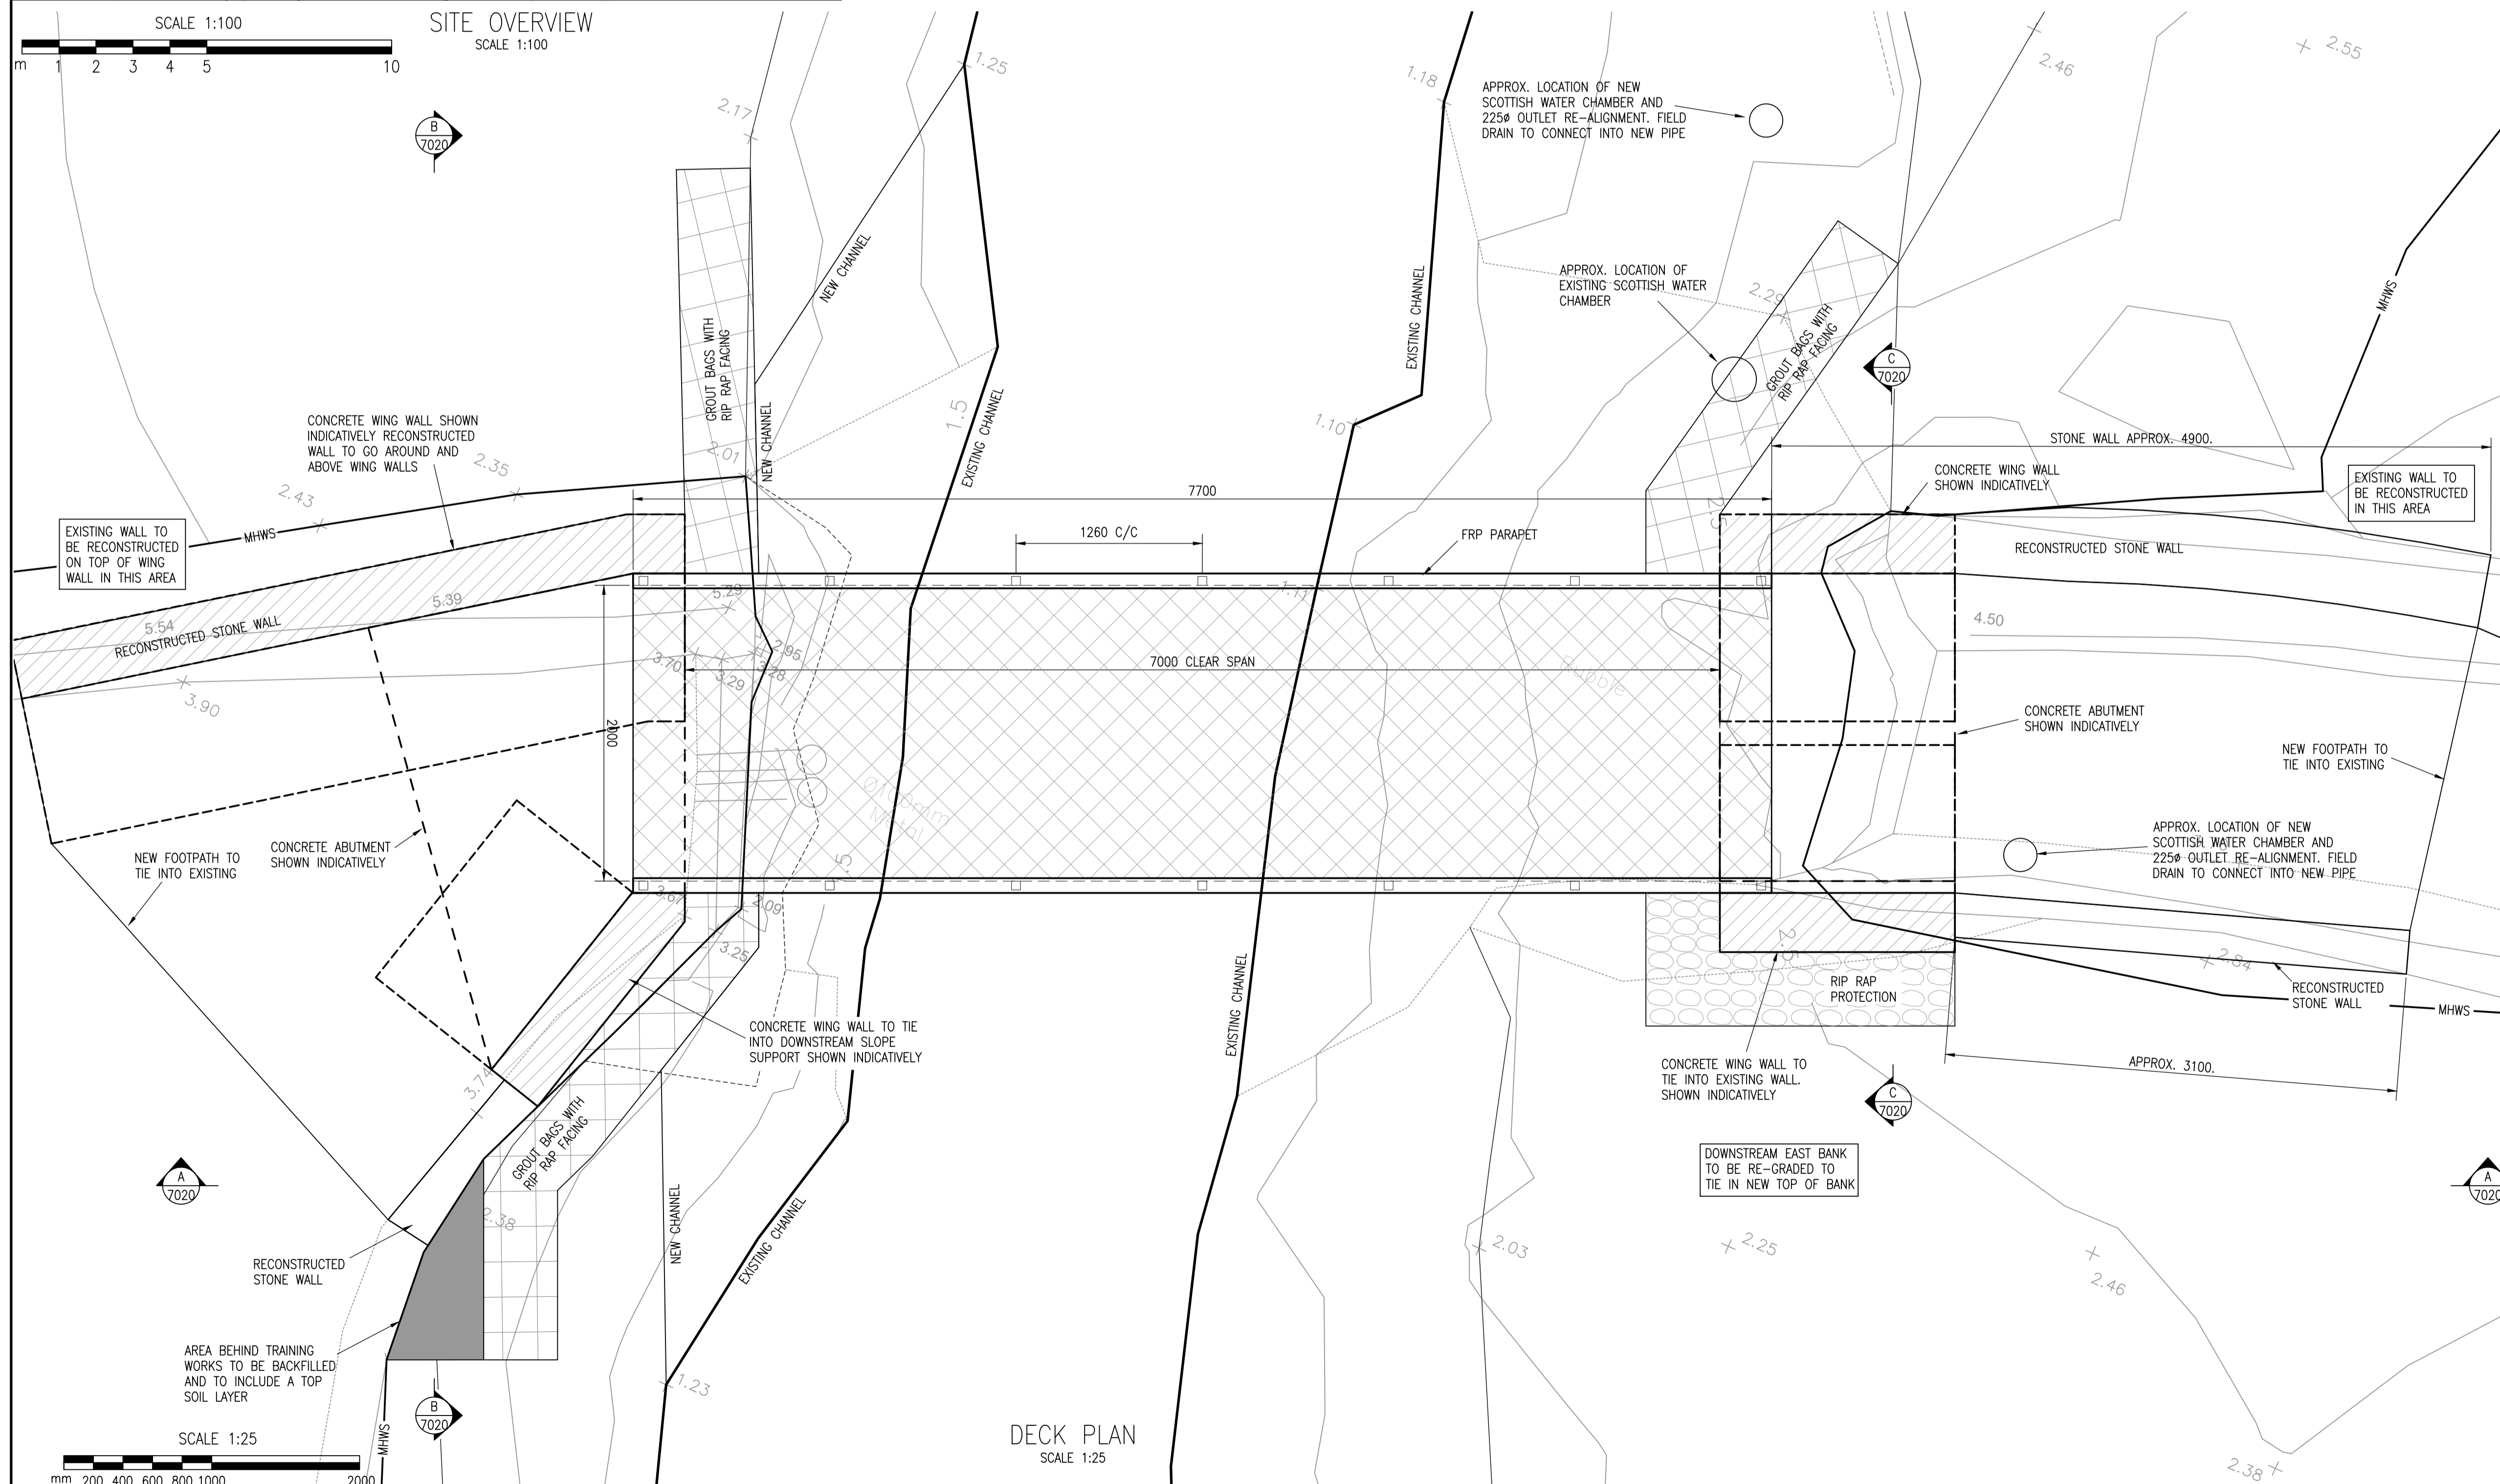 SCALE 1:100
m 1 2 3 4 5 10
SITE OVERVIEW
SCALE 1:100
B
7020
2.17
1.25
1.18
APPROX. LOCATION OF NEW
SCOTTISH WATER CHAMBER AND
225ø OUTLET RE-ALIGNMENT. FIELD
DRAIN TO CONNECT INTO NEW PIPE
2.46
2.55
NEW CHANNEL
EXISTING CHANNEL
APPROX. LOCATION OF
EXISTING SCOTTISH WATER
CHAMBER
2.29
GROUT BAGS WITH
RIP RAP FACING
C
7020
MHWS
GROUT BAGS WITH
RIP RAP FACING
NEW CHANNEL
1.5
EXISTING CHANNEL
1.10
CONCRETE WING WALL SHOWN
INDICATIVELY RECONSTRUCTED
WALL TO GO AROUND AND
ABOVE WING WALLS
2.35
2.43
2.01
STONE WALL APPROX. 4900.
CONCRETE WING WALL
SHOWN INDICATIVELY
EXISTING WALL TO
BE RECONSTRUCTED
IN THIS AREA
7700
2.5
1260 C/C
FRP PARAPET
EXISTING WALL TO
BE RECONSTRUCTED
ON TOP OF WING
WALL IN THIS AREA
MHWS
RECONSTRUCTED STONE WALL
5.29
1.11
5.39
5.54
RECONSTRUCTED STONE WALL
4.50
2.95
3.28
3.29
3.70
7000 CLEAR SPAN
Rubble
3.90
2000
CONCRETE ABUTMENT
SHOWN INDICATIVELY
NEW FOOTPATH TO
TIE INTO EXISTING
Metal
NEW FOOTPATH TO
TIE INTO EXISTING
CONCRETE ABUTMENT
SHOWN INDICATIVELY
APPROX. LOCATION OF NEW
SCOTTISH WATER CHAMBER AND
225ø OUTLET RE-ALIGNMENT. FIELD
DRAIN TO CONNECT INTO NEW PIPE
3.67
2.09
3.25
2.5
2.84
RIP RAP
PROTECTION
RECONSTRUCTED
STONE WALL
MHWS
CONCRETE WING WALL TO TIE
INTO DOWNSTREAM SLOPE
SUPPORT SHOWN INDICATIVELY
EXISTING CHANNEL
CONCRETE WING WALL TO
TIE INTO EXISTING WALL.
SHOWN INDICATIVELY
APPROX. 3100.
3.74
C
7020
GROUT BAGS WITH
RIP RAP FACING
DOWNSTREAM EAST BANK
TO BE RE-GRADED TO
TIE IN NEW TOP OF BANK
A
7020
A
7020
2.38
NEW CHANNEL
EXISTING CHANNEL
2.03
2.25
2.46
RECONSTRUCTED
STONE WALL
AREA BEHIND TRAINING
WORKS TO BE BACKFILLED
AND TO INCLUDE A TOP
SOIL LAYER
1.23
B
7020
MHWS
DECK PLAN
SCALE 1:25
2.38
SCALE 1:25
mm 200 400 600 800 1000 2000